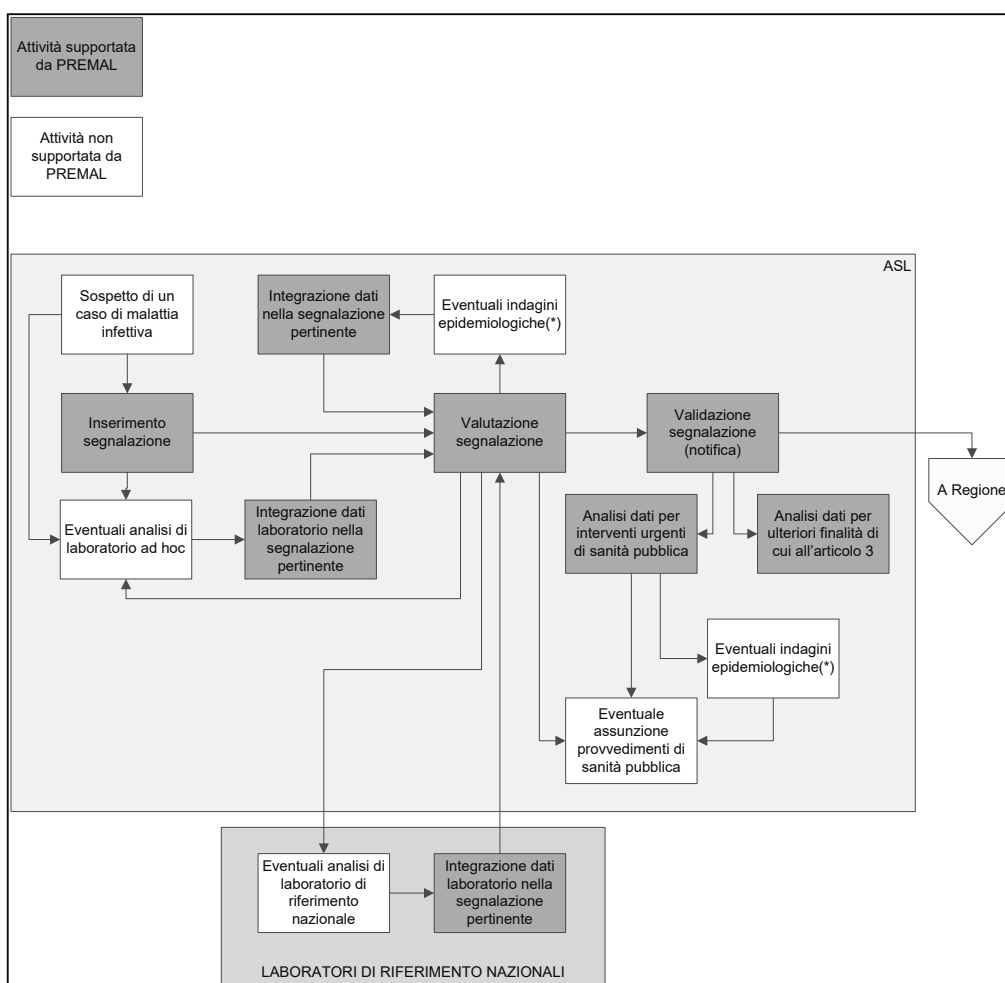 Attività supportata
da PREMAL
Attività non
supportata da
PREMAL
ASL
Sospetto di un
caso di malattia
infettiva
Integrazione dati
nella segnalazione
pertinente
Eventuali indagini
epidemiologiche(*)
Inserimento
segnalazione
Valutazione
segnalazione
Validazione
segnalazione
(notifica)
A Regione
Eventuali analisi di
laboratorio ad hoc
Integrazione dati
laboratorio nella
segnalazione
pertinente
Analisi dati per
interventi urgenti
di sanità pubblica
Analisi dati per
ulteriori finalità di
cui all'articolo 3
Eventuali indagini
epidemiologiche(*)
Eventuale
assunzione
provvedimenti di
sanità pubblica
Eventuali analisi di
laboratorio di
riferimento
nazionale
Integrazione dati
laboratorio nella
segnalazione
pertinente
LABORATORI DI RIFERIMENTO NAZIONALI